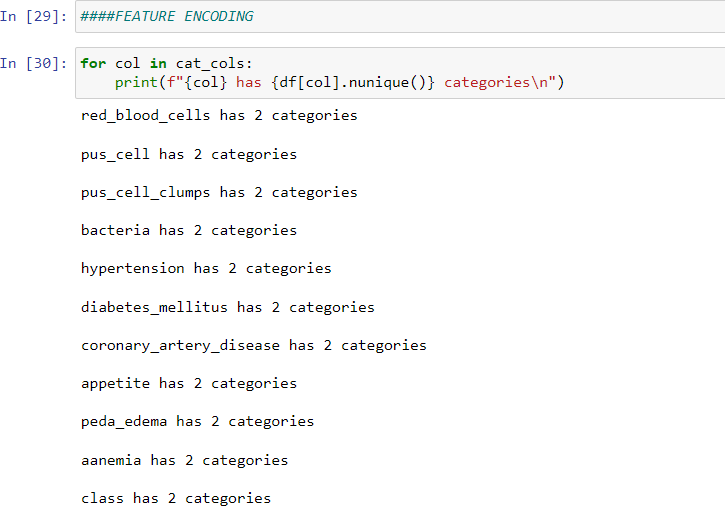 In [29]: ####FEATURE ENCODING
In [30]: for col in cat_cols:
    print(f"{col} has {df[col].nunique()} categories\n")
red_blood_cells has 2 categories
pus_cell has 2 categories
pus_cell_clumps has 2 categories
bacteria has 2 categories
hypertension has 2 categories
diabetes_mellitus has 2 categories
coronary_artery_disease has 2 categories
appetite has 2 categories
peda_edema has 2 categories
aanemia has 2 categories
class has 2 categories